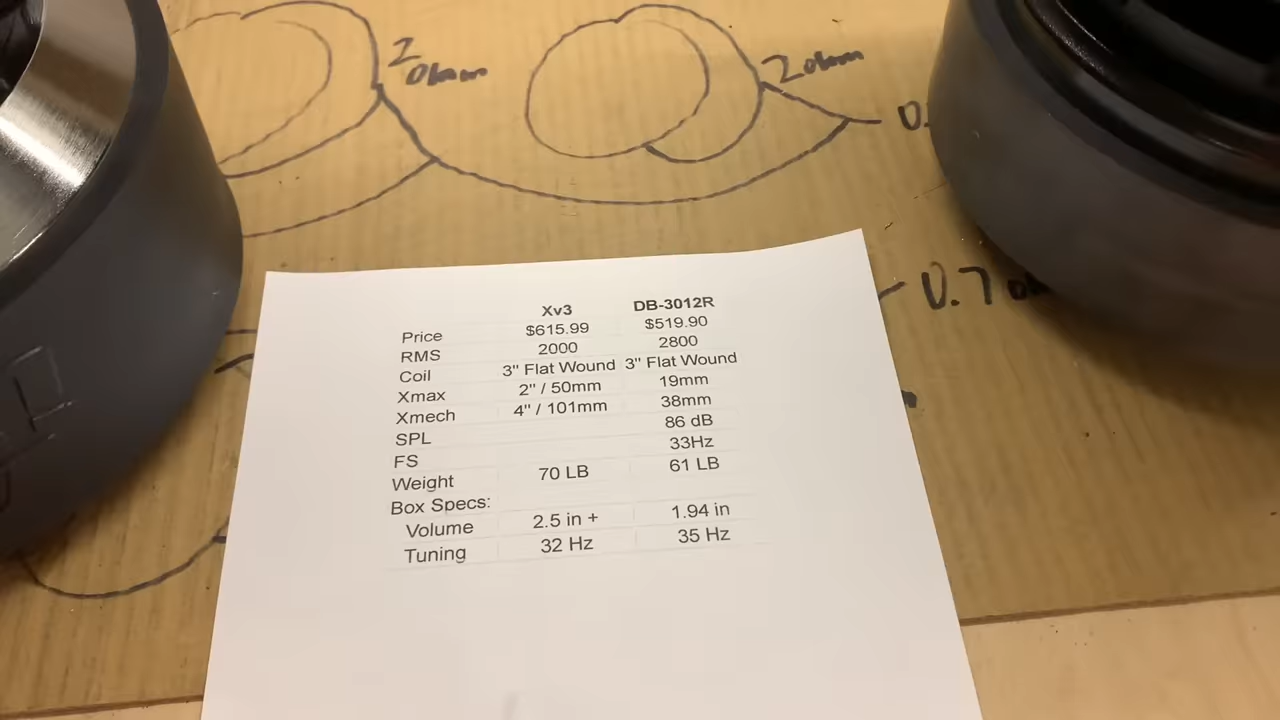 2
ohm
2 ohm
0.7
Xv3 DB-3012R
Price $615.99 $519.90
RMS 2000 2800
Coil 3" Flat Wound 3" Flat Wound
Xmax 2" / 50mm 19mm
Xmech 4" / 101mm 38mm
SPL 86 dB
FS 33Hz
Weight 70 LB 61 LB
Box Specs:
Volume 2.5 in + 1.94 in
Tuning 32 Hz 35 Hz